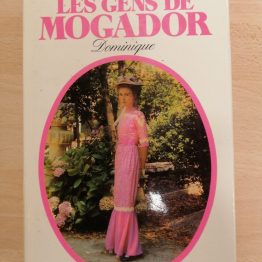 LES GENS DE
MOGADOR
Dominique